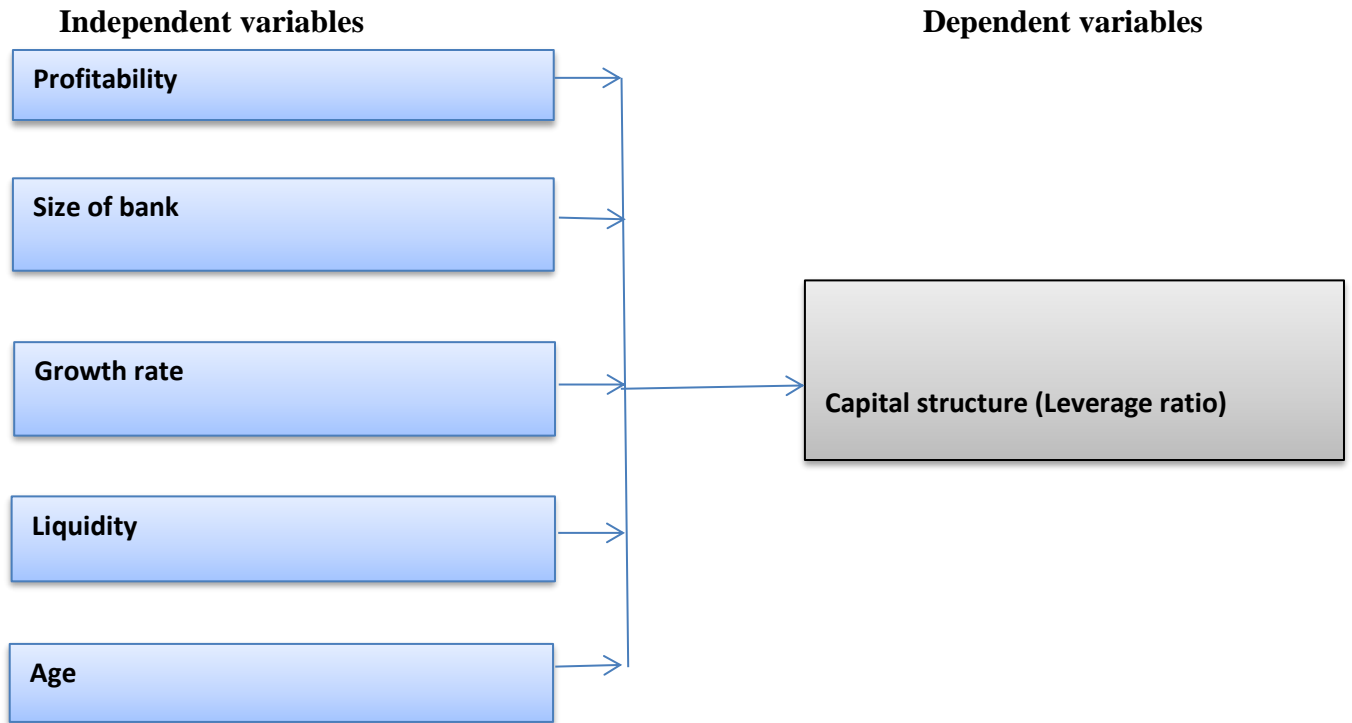 Independent variables
Dependent variables
Profitability
Size of bank
Growth rate
Capital structure (Leverage ratio)
Liquidity
Age